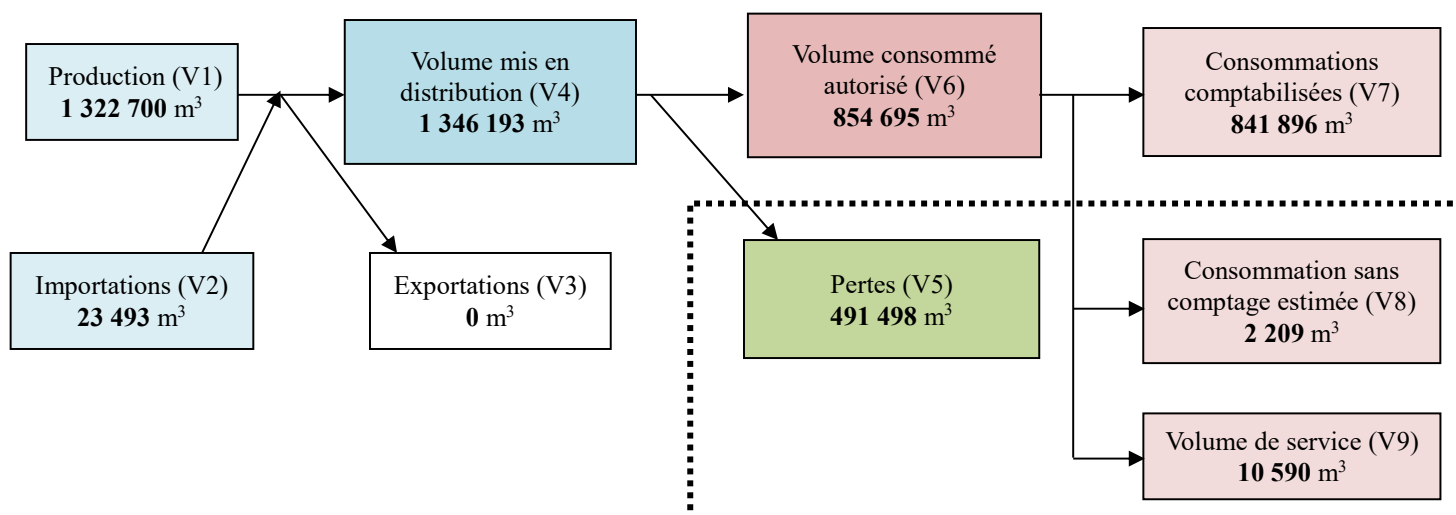 Production (V1)
1 322 700 m³
Volume mis en
distribution (V4)
1 346 193 m³
Volume consommé
autorisé (V6)
854 695 m³
Consommations
comptabilisées (V7)
841 896 m³
Importations (V2)
23 493 m³
Exportations (V3)
0 m³
Pertes (V5)
491 498 m³
Consommation sans
comptage estimée (V8)
2 209 m³
Volume de service (V9)
10 590 m³